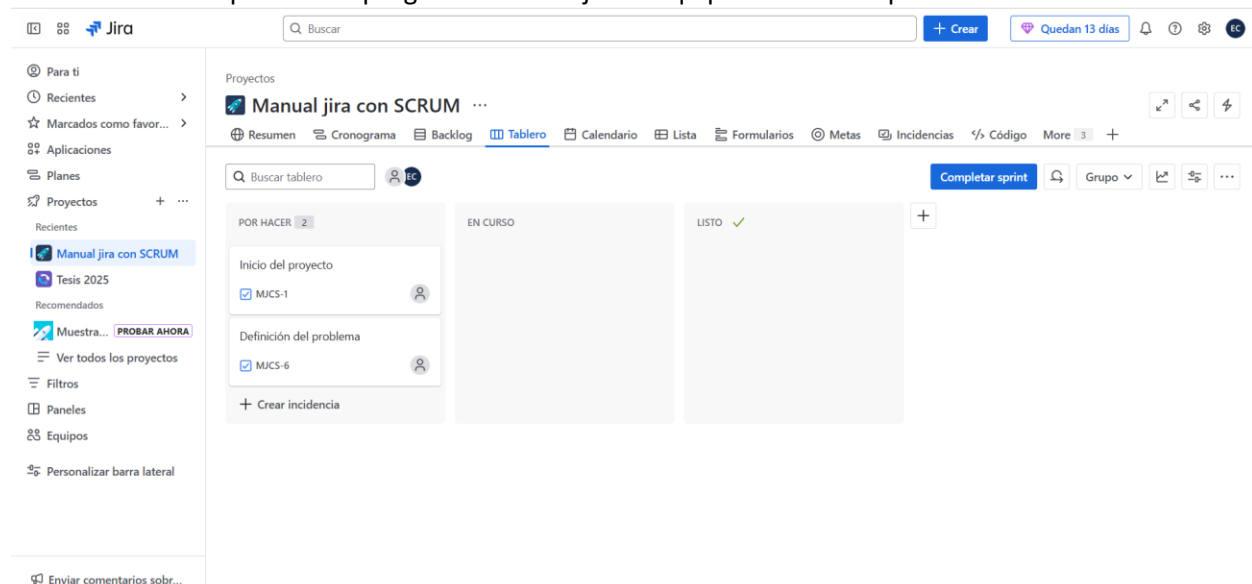 Jira
Buscar
+ Crear
Quedan 13 días
EC
Para ti
Recientes
Marcados como favor...
Aplicaciones
Planes
Proyectos
Recientes
Manual jira con SCRUM
Tesis 2025
Recomendados
Muestra... PROBAR AHORA
Ver todos los proyectos
Filtros
Paneles
Equipos
Personalizar barra lateral
Enviar comentarios sobr...
Proyectos
Manual jira con SCRUM ...
Resumen Cronograma Backlog Tablero Calendario Lista Formularios Metas Incidencias Código More 3 +
Buscar tablero EC Completar sprint Grupo
POR HACER 2 EN CURSO LISTO
Inicio del proyecto
MJCS-1
Definición del problema
MJCS-6
+ Crear incidencia